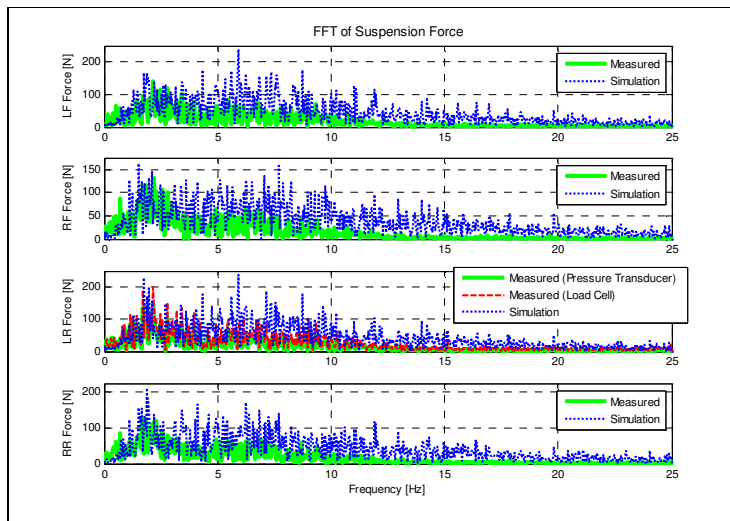 FFT of Suspension Force
LF Force [N]
200
100
0
0
5
10
15
20
25
Measured
Simulation
RF Force [N]
150
100
50
0
0
5
10
15
20
25
Measured
Simulation
LR Force [N]
200
100
0
0
5
10
15
20
25
Measured (Pressure Transducer)
Measured (Load Cell)
Simulation
RR Force [N]
200
100
0
0
5
10
15
20
25
Measured
Simulation
Frequency [Hz]